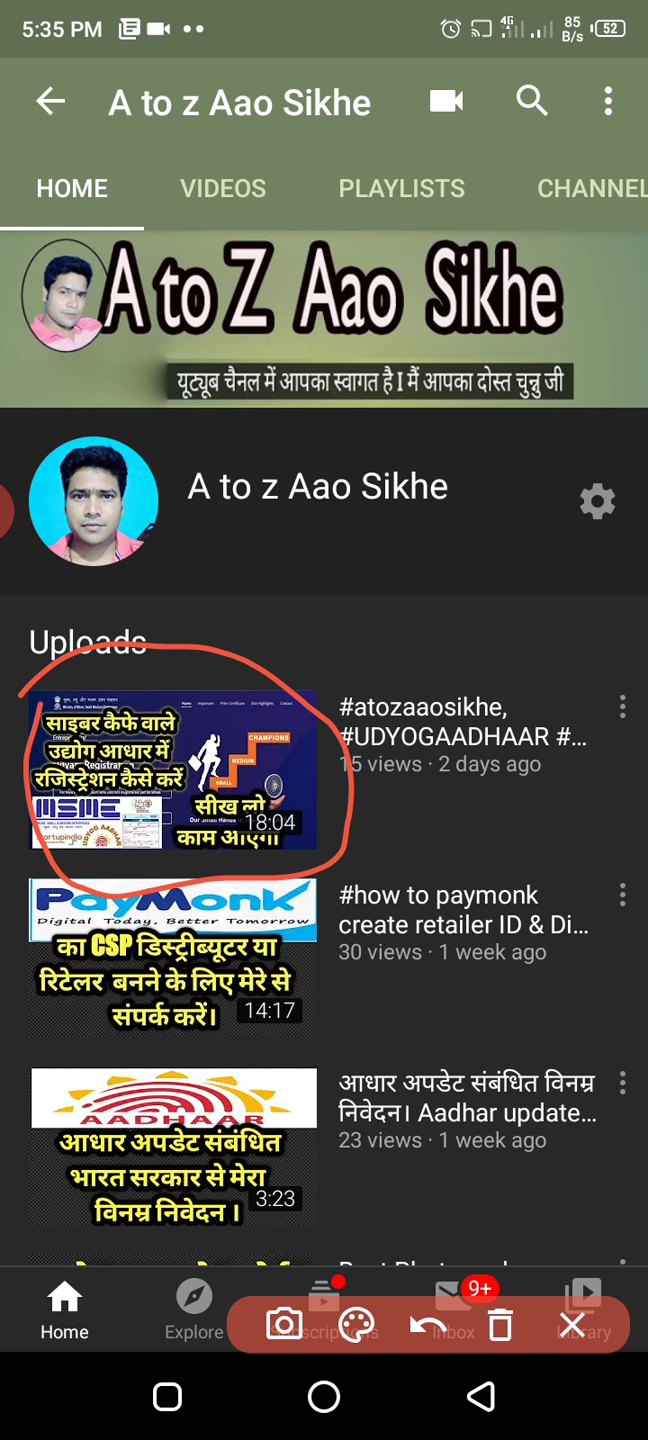 5:35 PM
4G
85
B/s
52
A to z Aao Sikhe
HOME
VIDEOS
PLAYLISTS
CHANNEL
A to Z Aao Sikhe
यूट्यूब चैनल में आपका स्वागत है I मैं आपका दोस्त चुन्नु जी
A to z Aao Sikhe
Uploads
साइबर कैफे वाले
उद्योग आधार में
रजिस्ट्रेशन कैसे करें
CHAMPIONS
MEDIUM
SMALL
MSME
सीख लो
काम आएगा
18:04
#atozaaosikhe,
#UDYOGAADHAAR #...
15 views · 2 days ago
PayMonk
Digital Today, Better Tomorrow
का CSP डिस्ट्रीब्यूटर या
रिटेलर बनने के लिए मेरे से
संपर्क करें।
14:17
#how to paymonk
create retailer ID & Di...
30 views · 1 week ago
AADHAAR
आधार अपडेट संबंधित
भारत सरकार से मेरा
विनम्र निवेदन ।
3:23
आधार अपडेट संबंधित विनम्र
निवेदन। Aadhar update...
23 views · 1 week ago
9+
Home
Explore
Subscriptions
Inbox
Library